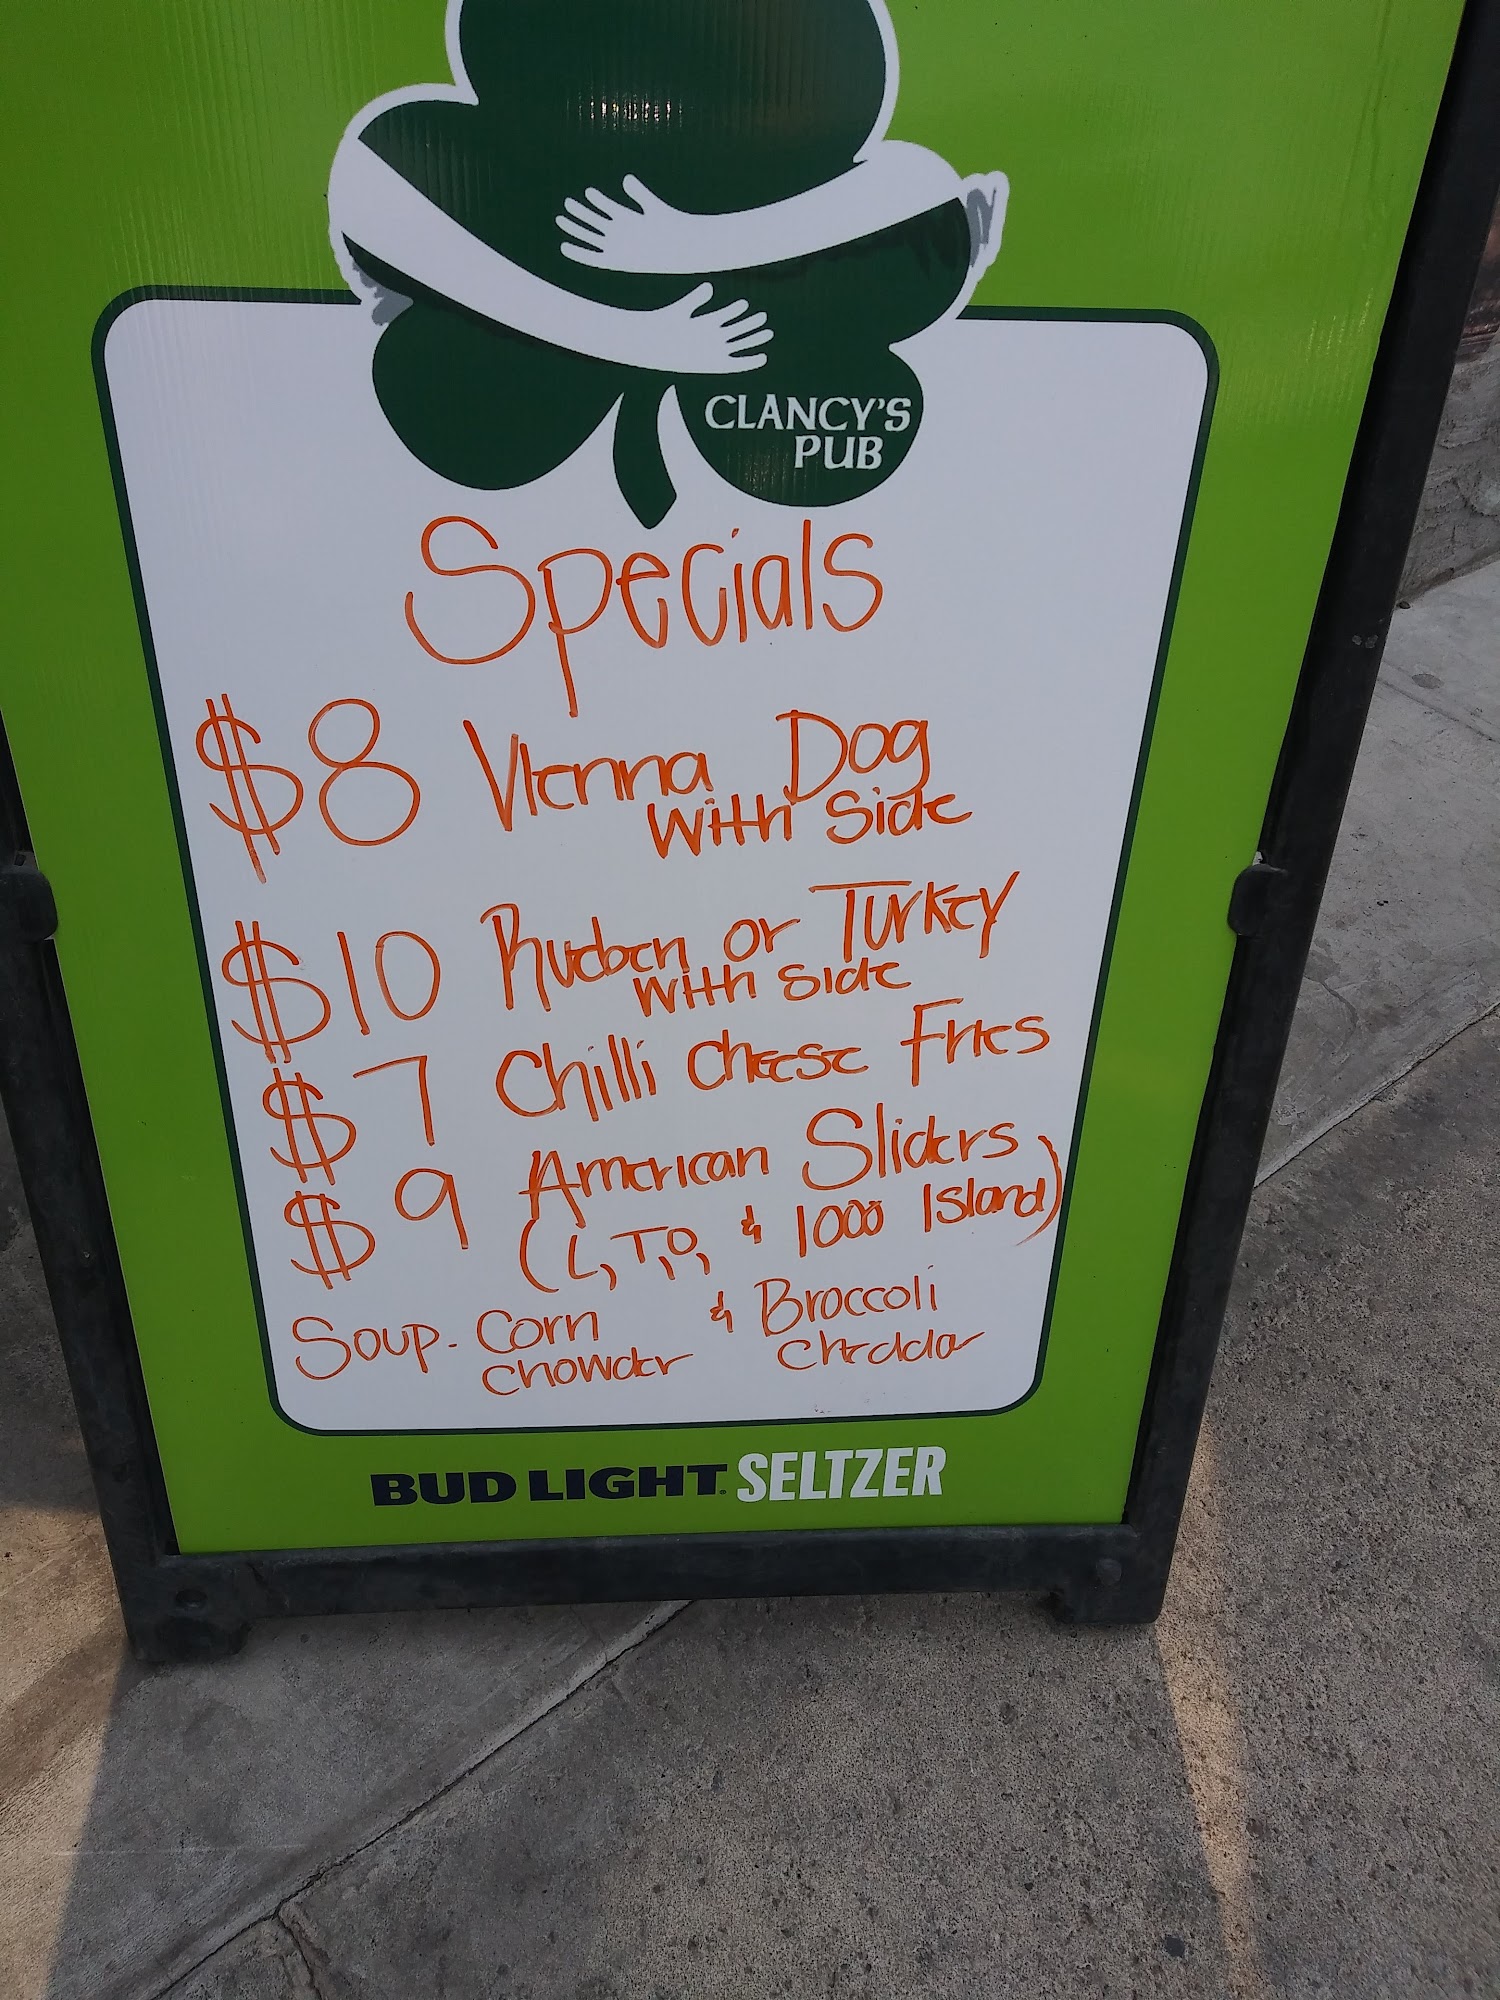 CLANCY'S
PUB
Specials
$8 Vienna Dog
with side
$10 Rueben or Turkey
with side
$7 Chilli Cheese Fries
$9 American Sliders
(L, T, O, & 1000 Island)
Soup - Corn & Broccoli
Chowder Cheddar
BUD LIGHT SELTZER